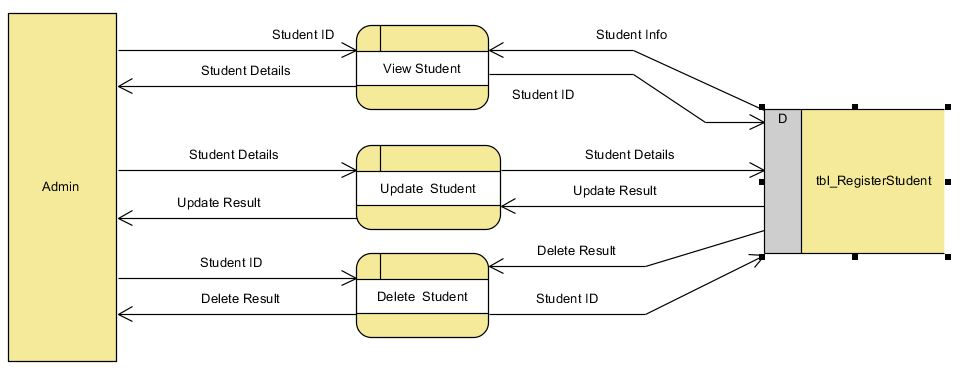 Student ID
Student Info
View Student
Student Details
Student ID
D
Student Details
Student Details
Admin
Update Student
tbl_RegisterStudent
Update Result
Update Result
Delete Result
Student ID
Delete Student
Delete Result
Student ID